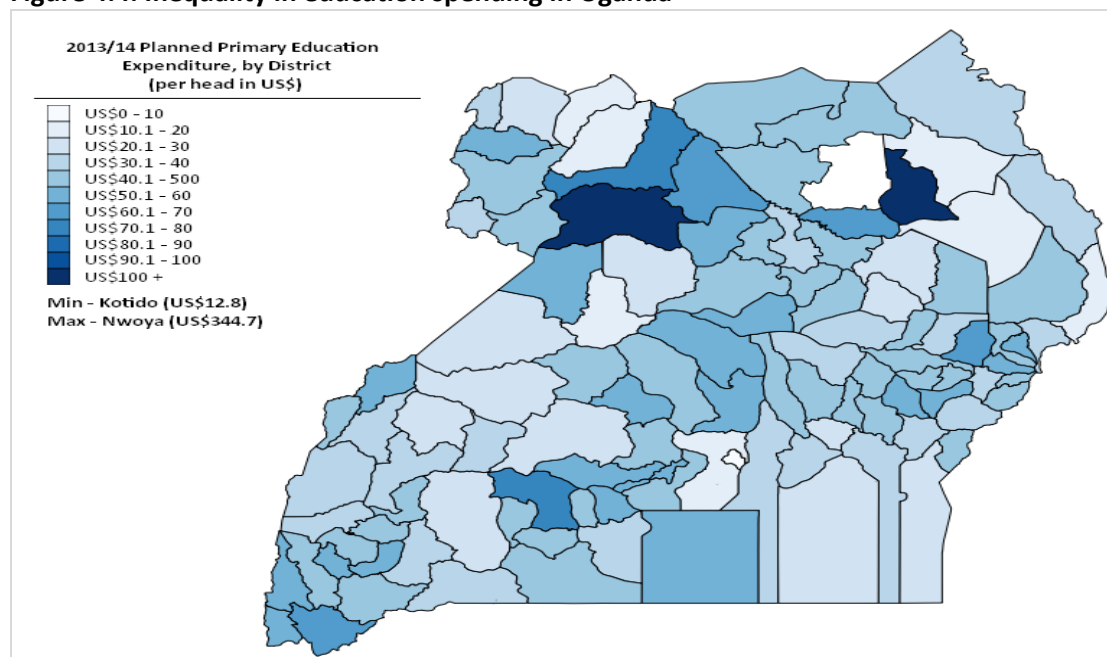 2013/14 Planned Primary Education
Expenditure, by District
(per head in US$)
US$0 - 10
US$10.1 - 20
US$20.1 - 30
US$30.1 - 40
US$40.1 - 500
US$50.1 - 60
US$60.1 - 70
US$70.1 - 80
US$80.1 - 90
US$90.1 - 100
US$100 +
Min - Kotido (US$12.8)
Max - Nwoya (US$344.7)